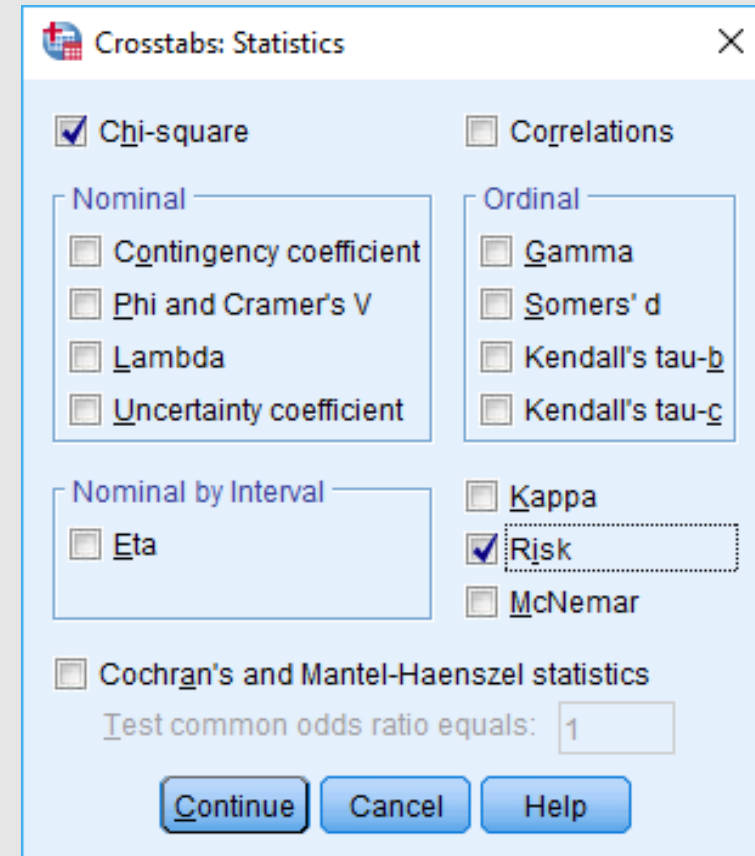 Crosstabs: Statistics
Chi-square
Correlations
Nominal
Contingency coefficient
Phi and Cramer's V
Lambda
Uncertainty coefficient
Ordinal
Gamma
Somers' d
Kendall's tau-b
Kendall's tau-c
Nominal by Interval
Eta
Kappa
Risk
McNemar
Cochran's and Mantel-Haenszel statistics
Test common odds ratio equals: 1
Continue Cancel Help